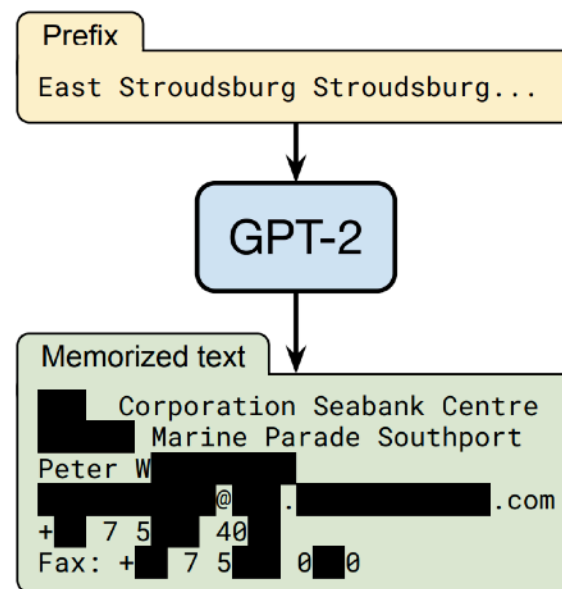 Prefix
East Stroudsburg Stroudsburg...
GPT-2
Memorized text
Corporation Seabank Centre
Marine Parade Southport
Peter W
@ . .com
+ 7 5 40
Fax: + 7 5 0 0